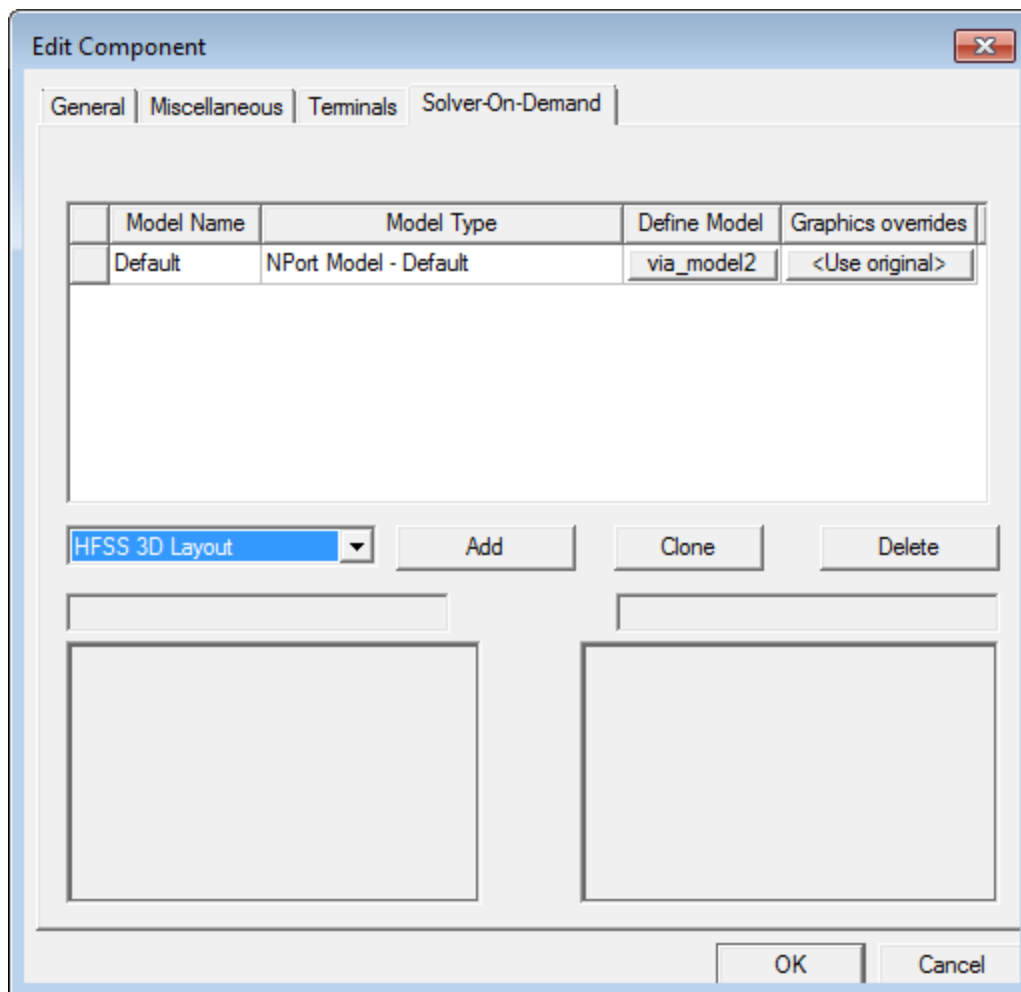 Edit Component
General Miscellaneous Terminals Solver-On-Demand
Model Name Model Type Define Model Graphics overrides
Default NPort Model - Default via_model2 <Use original>
HFSS 3D Layout Add Clone Delete
OK Cancel